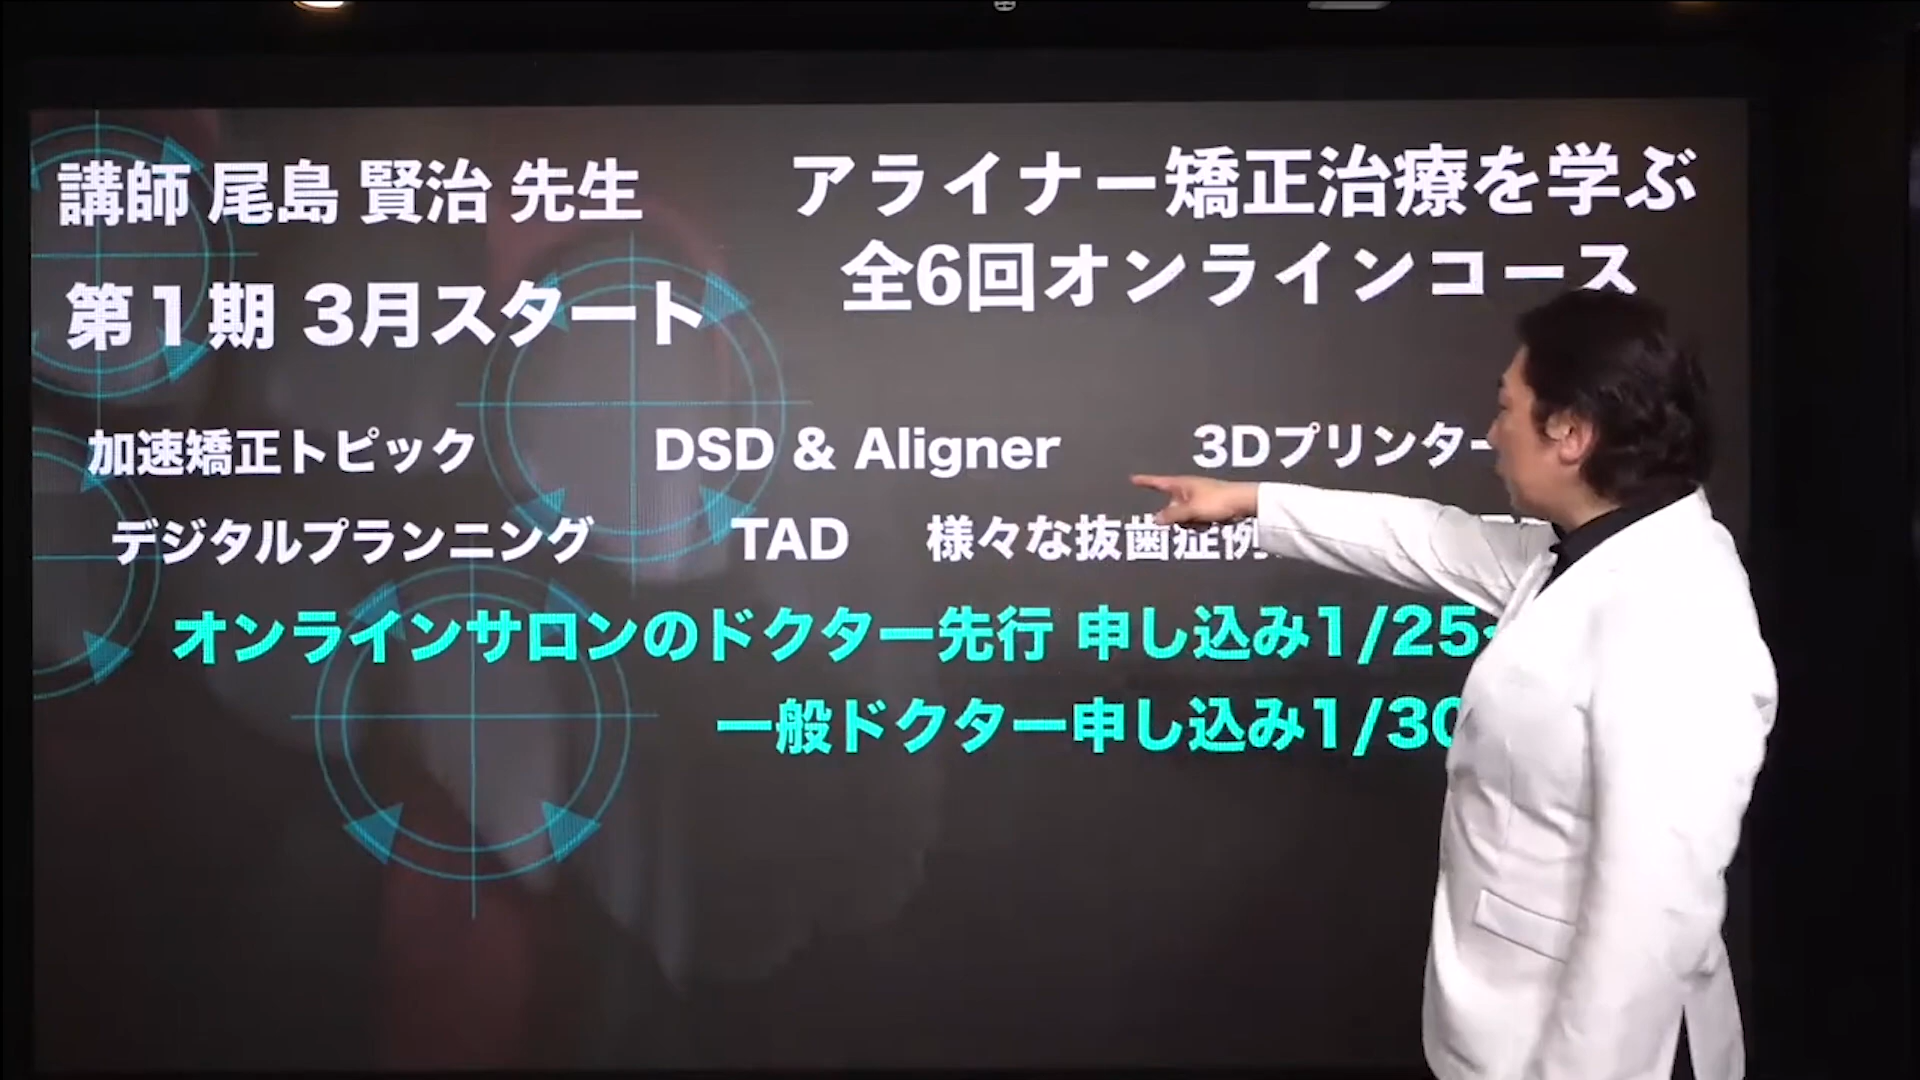 講師 尾島 賢治 先生
アライナー矯正治療を学ぶ
全6回オンラインコース
第1期 3月スタート
加速矯正トピック DSD & Aligner 3Dプリンター
デジタルプランニング TAD 様々な抜歯症例
オンラインサロンのドクター先行 申し込み1/25
一般ドクター申し込み1/30